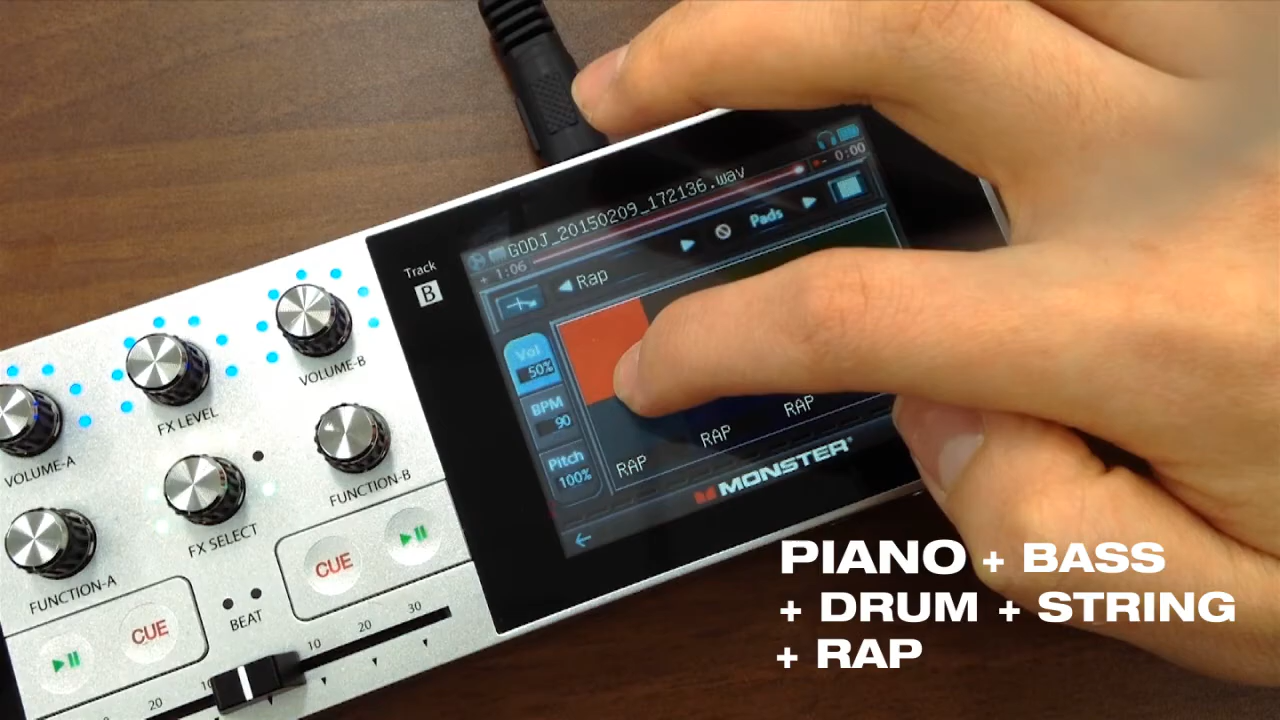 GODJ_20150209_172136.wav
+ 1:06
- 0:00
Track
B
Rap
Pads
Vol
50%
BPM
90
Pitch
100%
RAP
RAP
RAP
MONSTER
VOLUME-A
FX LEVEL
VOLUME-B
FUNCTION-A
FX SELECT
FUNCTION-B
CUE
CUE
BEAT
20
10
10
20
30
PIANO + BASS
+ DRUM + STRING
+ RAP